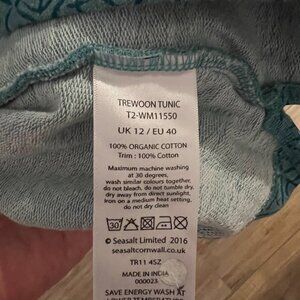 TREWOON TUNIC
T2-WM11550
UK 12 / EU 40
100% ORGANIC COTTON
Trim : 100% Cotton
Maximum machine washing
at 30 degrees,
wash similar colours together,
do not bleach, do not tumble dry,
dry away from direct sunlight,
Iron on a medium heat setting,
do not dry clean
30
© Seasalt Limited 2016
seasaltcornwall.co.uk
TR11 4SZ
MADE IN INDIA
000023
SAVE ENERGY WASH AT